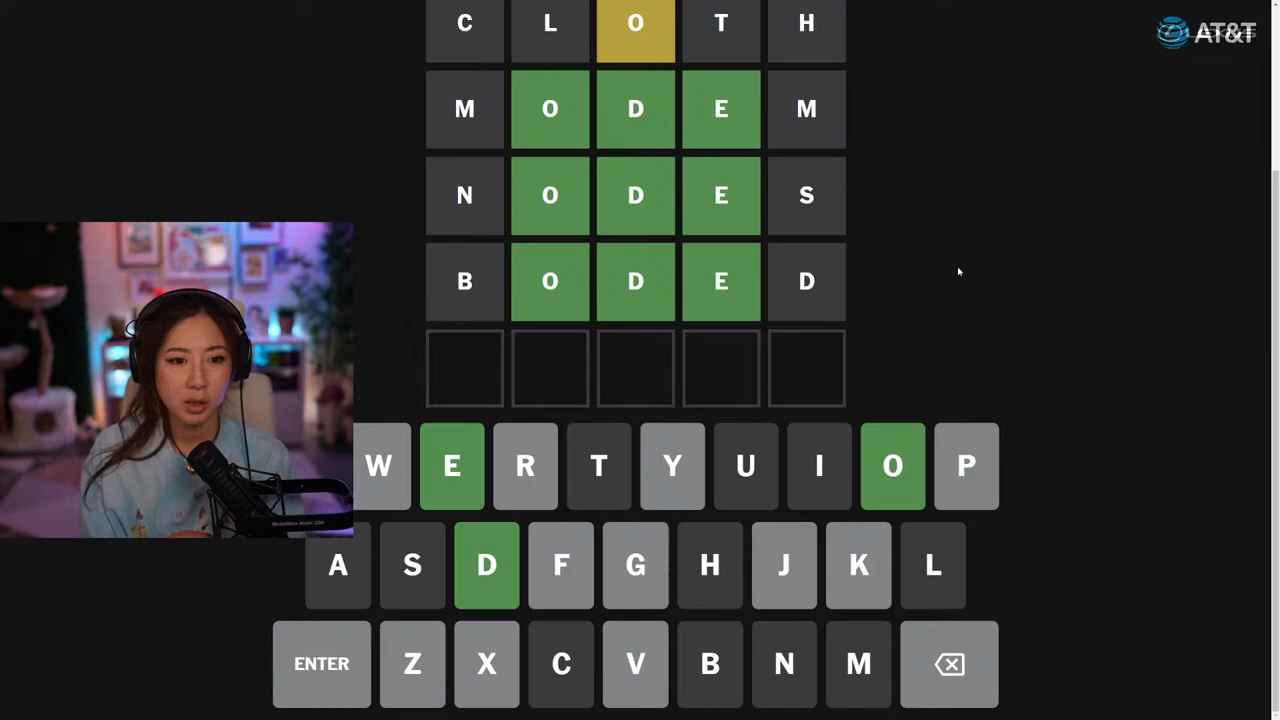 AT&T
C L O T H
M O D E M
N O D E S
B O D E D
W E R T Y U I O P
A S D F G H J K L
ENTER Z X C V B N M